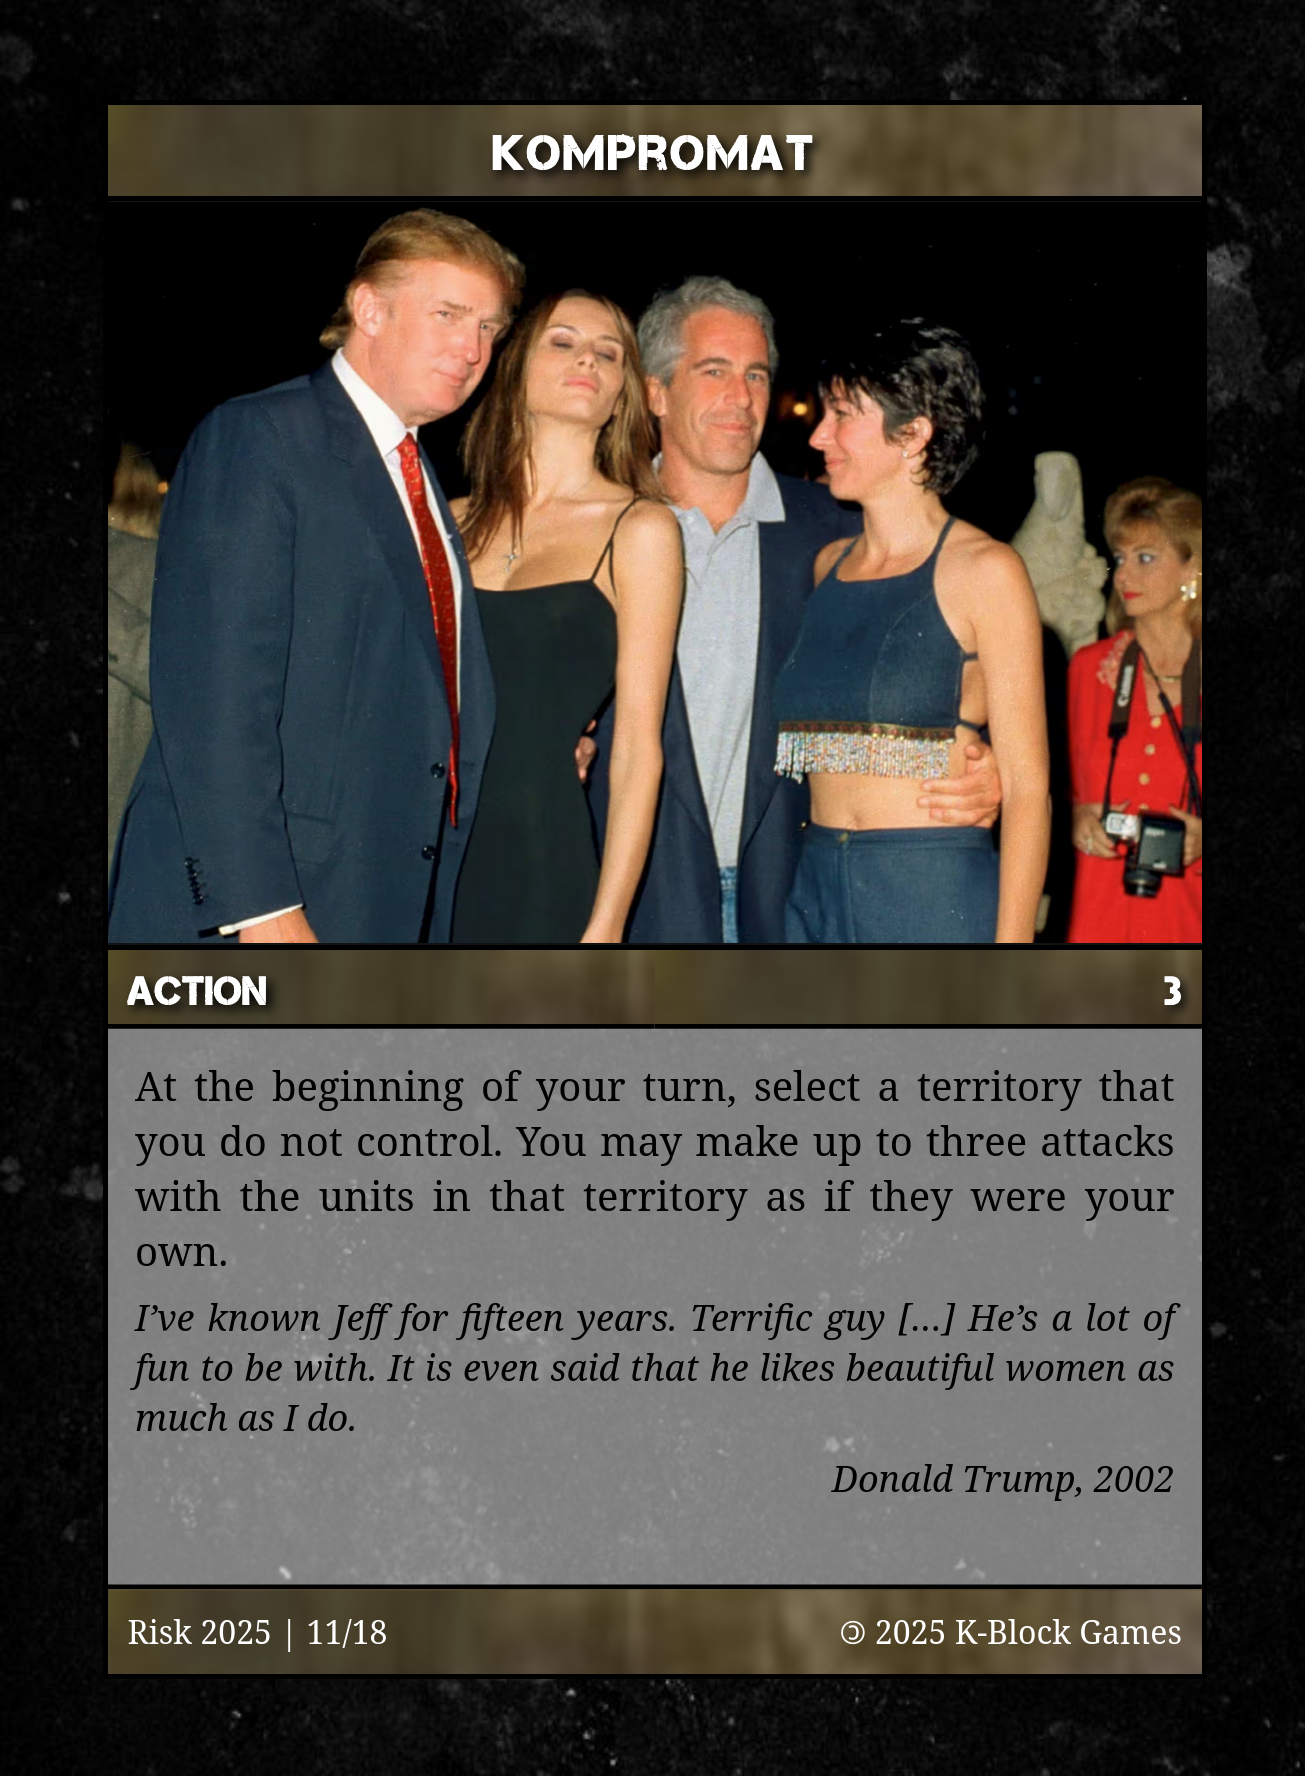 KOMPROMAT
Canon
ACTION
3
At the beginning of your turn, select a territory that
you do not control. You may make up to three attacks
with the units in that territory as if they were your
own.
I’ve known Jeff for fifteen years. Terrific guy […] He’s a lot of
fun to be with. It is even said that he likes beautiful women as
much as I do.
Donald Trump, 2002
Risk 2025 | 11/18
🄯 2025 K-Block Games